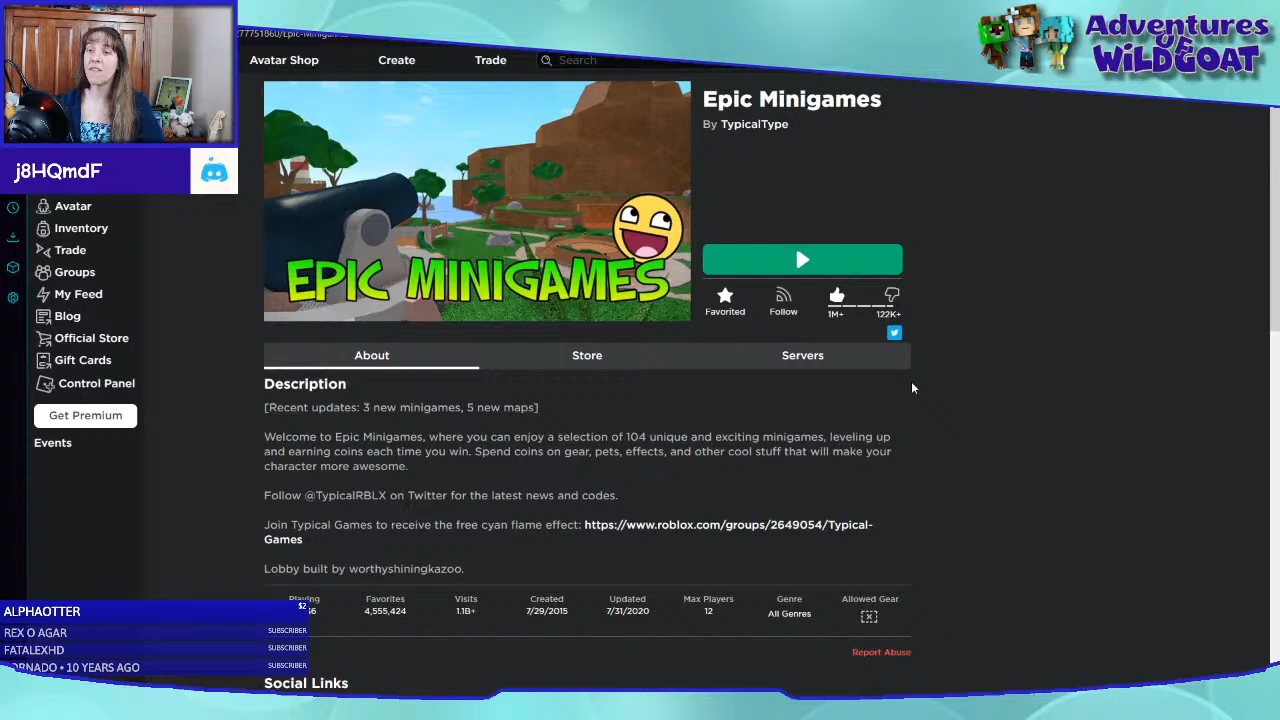 Adventures
OF
WiLDGOAT
Avatar Shop
Create
Trade
Search
j8HQmdF
Avatar
Inventory
Trade
Groups
My Feed
Blog
Official Store
Gift Cards
Control Panel
Get Premium
Events
EPIC MINIGAMES
Epic Minigames
By TypicalType
Favorited
Follow
1M+
122K+
About
Store
Servers
Description
[Recent updates: 3 new minigames, 5 new maps]
Welcome to Epic Minigames, where you can enjoy a selection of 104 unique and exciting minigames, leveling up
and earning coins each time you win. Spend coins on gear, pets, effects, and other cool stuff that will make your
character more awesome.
Follow @TypicalRBLX on Twitter for the latest news and codes.
Join Typical Games to receive the free cyan flame effect: https://www.roblox.com/groups/2649054/Typical-
Games
Lobby built by worthyshiningkazoo.
Playing
Favorites
4,555,424
Visits
1.1B+
Created
7/29/2015
Updated
7/31/2020
Max Players
12
Genre
All Genres
Allowed Gear
Report Abuse
Social Links
ALPHAOTTER $2
REX O AGAR SUBSCRIBER
FATALEXHD SUBSCRIBER
• 10 YEARS AGO SUBSCRIBER